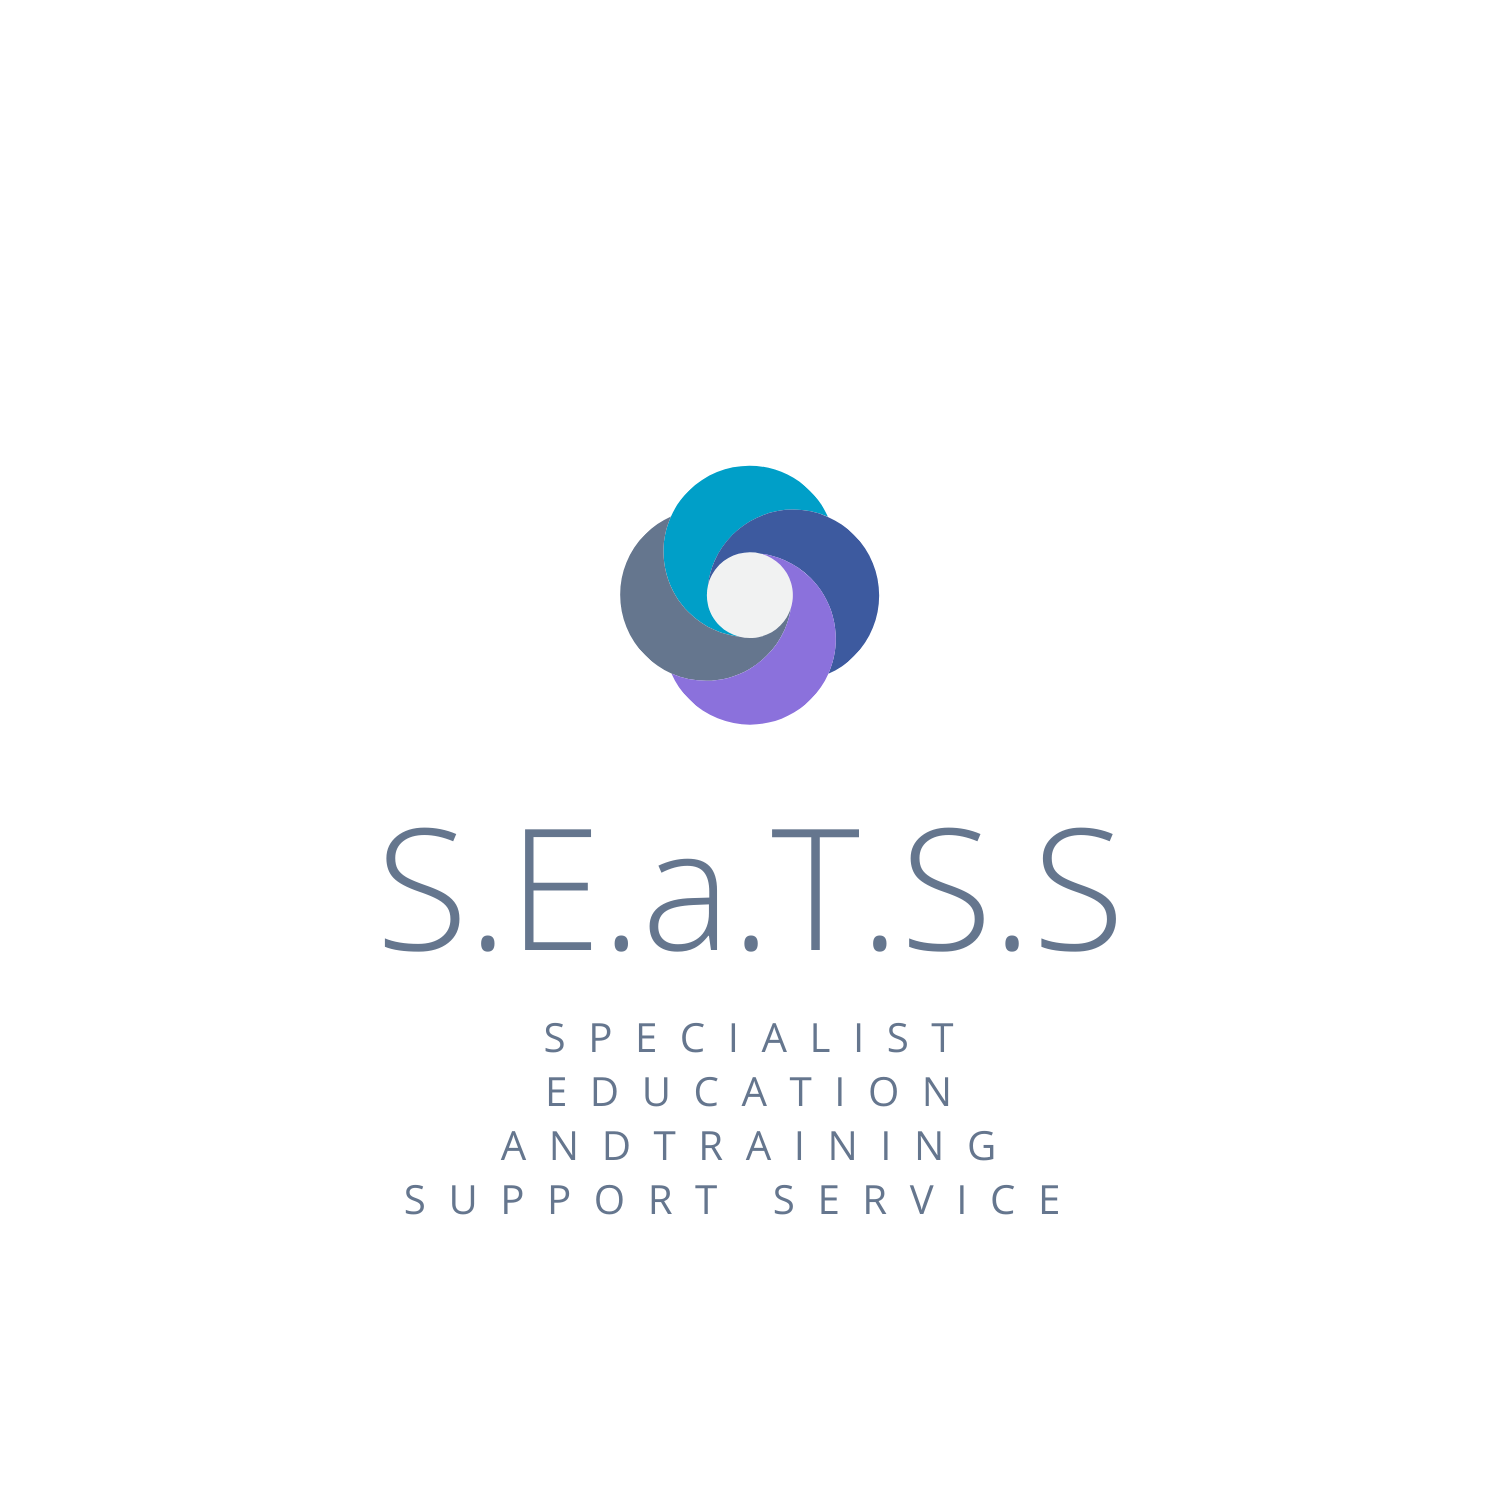 S.E.a.T.S.S
SPECIALIST
EDUCATION
ANDTRAINING
SUPPORT SERVICE